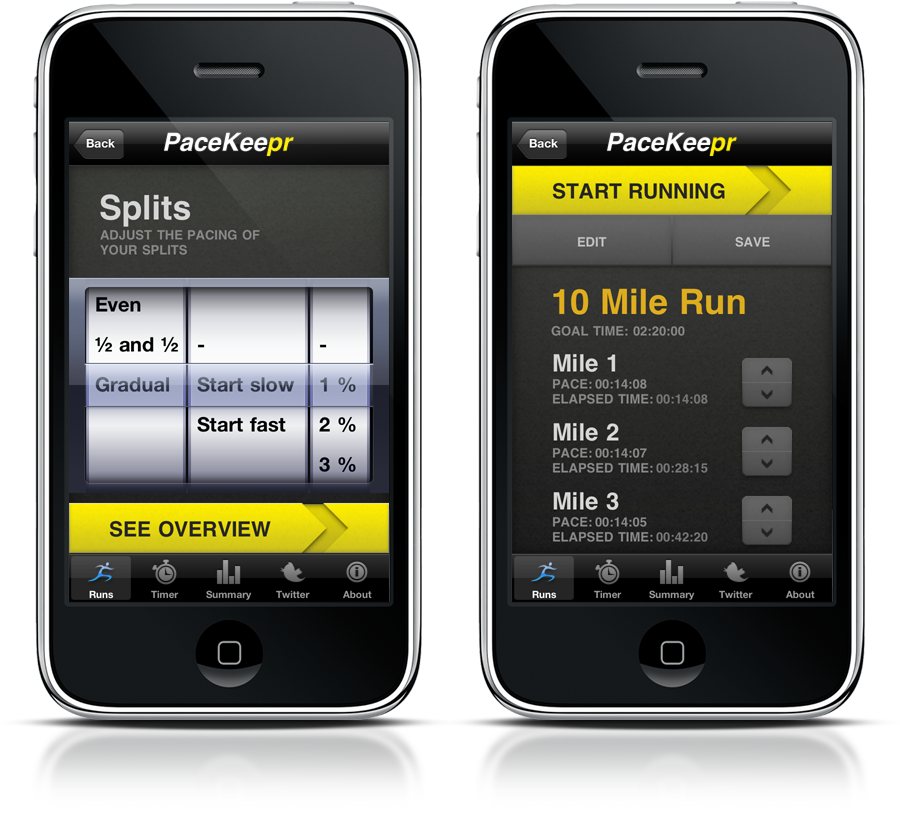 Back
PaceKeepr
Splits
ADJUST THE PACING OF
YOUR SPLITS
Even
½ and ½ - -
Gradual Start slow 1 %
Start fast 2 %
3 %
SEE OVERVIEW
Runs Timer Summary Twitter About
Back
PaceKeepr
START RUNNING
EDIT SAVE
10 Mile Run
GOAL TIME: 02:20:00
Mile 1
PACE: 00:14:08
ELAPSED TIME: 00:14:08
Mile 2
PACE: 00:14:07
ELAPSED TIME: 00:28:15
Mile 3
PACE: 00:14:05
ELAPSED TIME: 00:42:20
Runs Timer Summary Twitter About